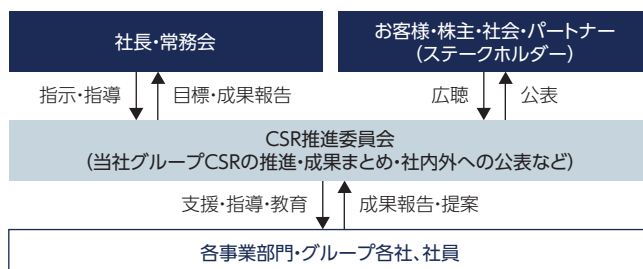 社長・常務会
お客様・株主・社会・パートナー
(ステークホルダー)
指示・指導
目標・成果報告
広聴
公表
CSR推進委員会
(当社グループCSRの推進・成果まとめ・社内外への公表など)
支援・指導・教育
成果報告・提案
各事業部門・グループ各社、社員